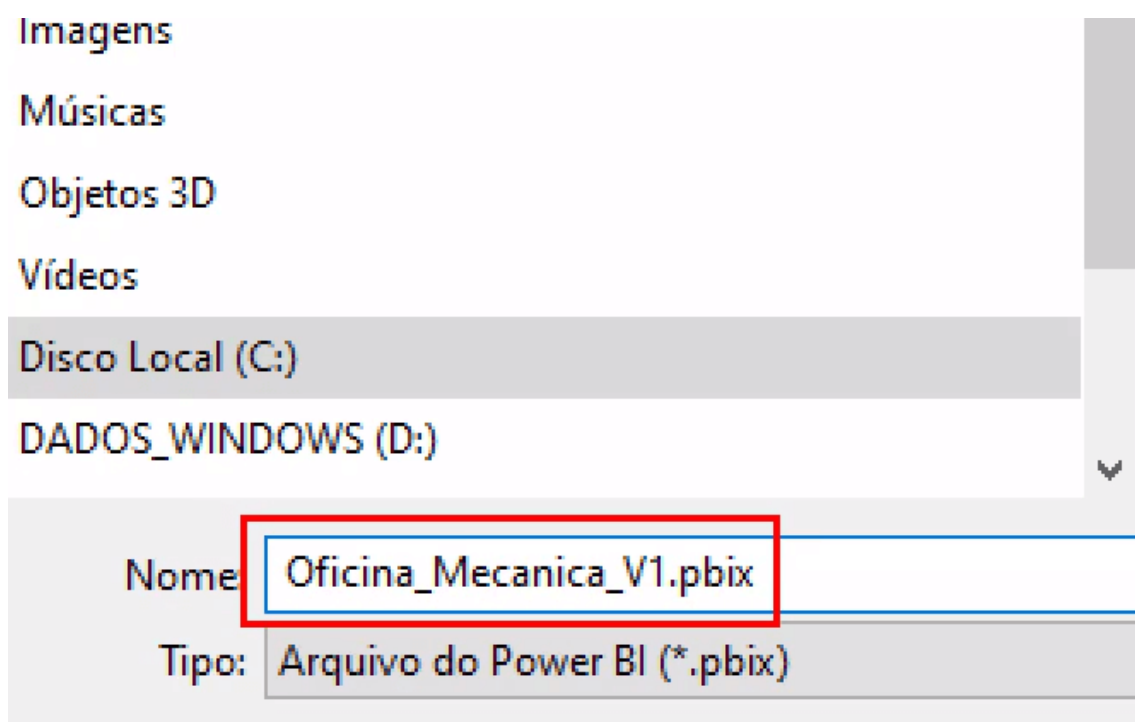 Imagens
Músicas
Objetos 3D
Vídeos
Disco Local (C:)
DADOS_WINDOWS (D:)
Nome: Oficina_Mecanica_V1.pbix
Tipo: Arquivo do Power BI (*.pbix)